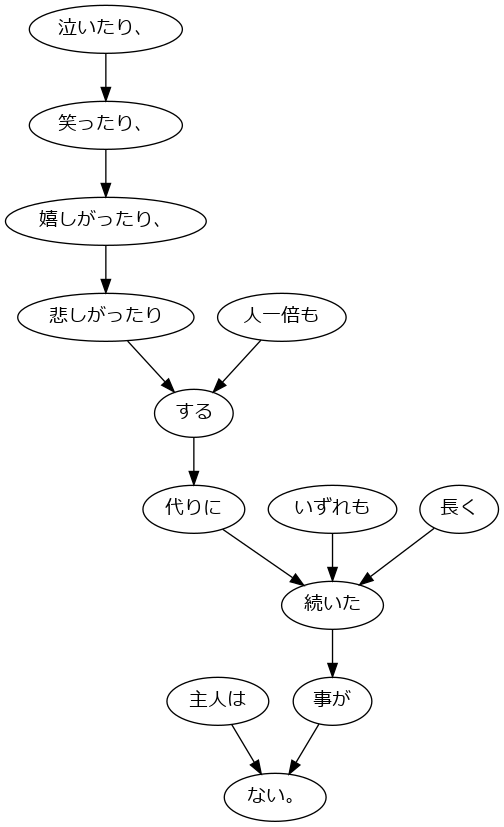 泣いたり、
笑ったり、
嬉しがったり、
悲しがったり
人一倍も
する
代りに
いずれも
長く
続いた
主人は
事が
ない。